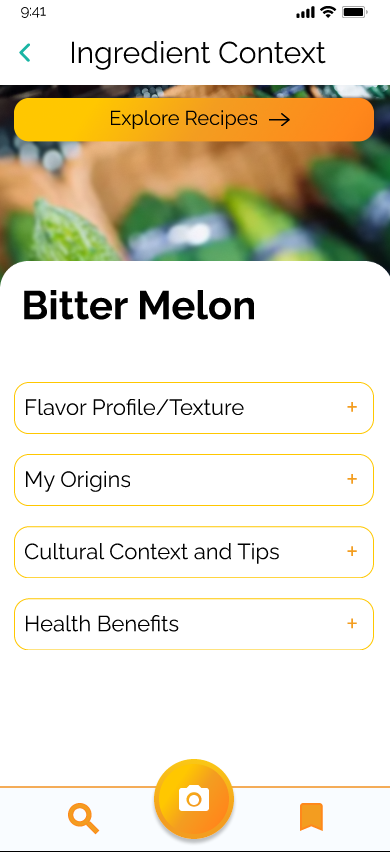 9:41
Ingredient Context
Explore Recipes →
Bitter Melon
Flavor Profile/Texture +
My Origins +
Cultural Context and Tips +
Health Benefits +